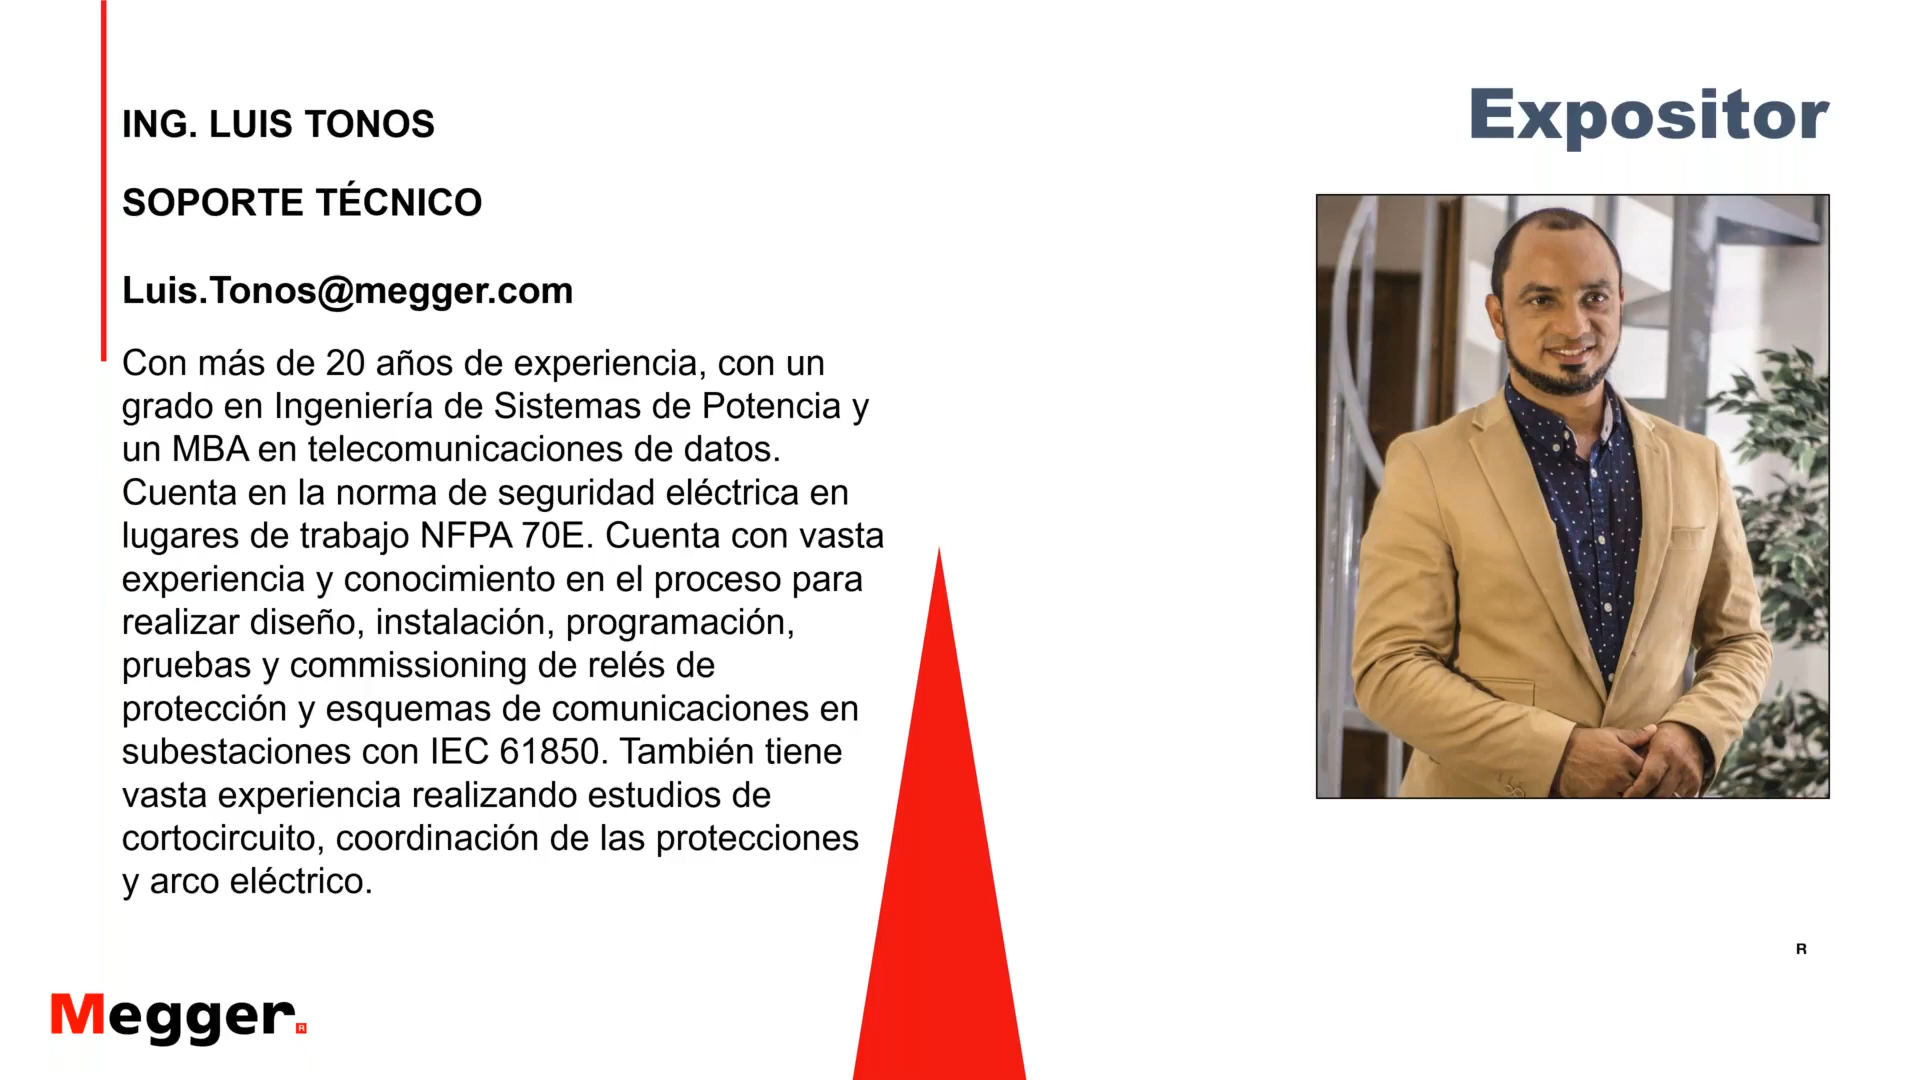 Expositor
ING. LUIS TONOS
SOPORTE TÉCNICO
Luis.Tonos@megger.com
Con más de 20 años de experiencia, con un
grado en Ingeniería de Sistemas de Potencia y
un MBA en telecomunicaciones de datos.
Cuenta en la norma de seguridad eléctrica en
lugares de trabajo NFPA 70E. Cuenta con vasta
experiencia y conocimiento en el proceso para
realizar diseño, instalación, programación,
pruebas y commissioning de relés de
protección y esquemas de comunicaciones en
subestaciones con IEC 61850. También tiene
vasta experiencia realizando estudios de
cortocircuito, coordinación de las protecciones
y arco eléctrico.
R
Megger.R